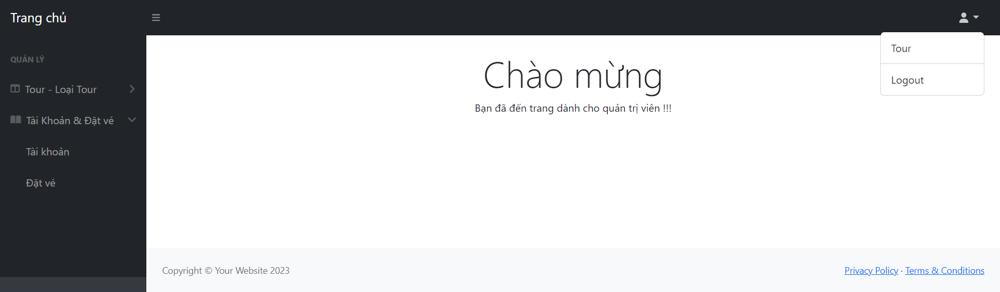 Trang chủ
QUẢN LÝ
Tour - Loại Tour
Tài Khoản & Đặt vé
Tài khoản
Đặt vé
Tour
Logout
Chào mừng
Bạn đã đến trang dành cho quản trị viên !!!
Copyright © Your Website 2023
Privacy Policy · Terms & Conditions